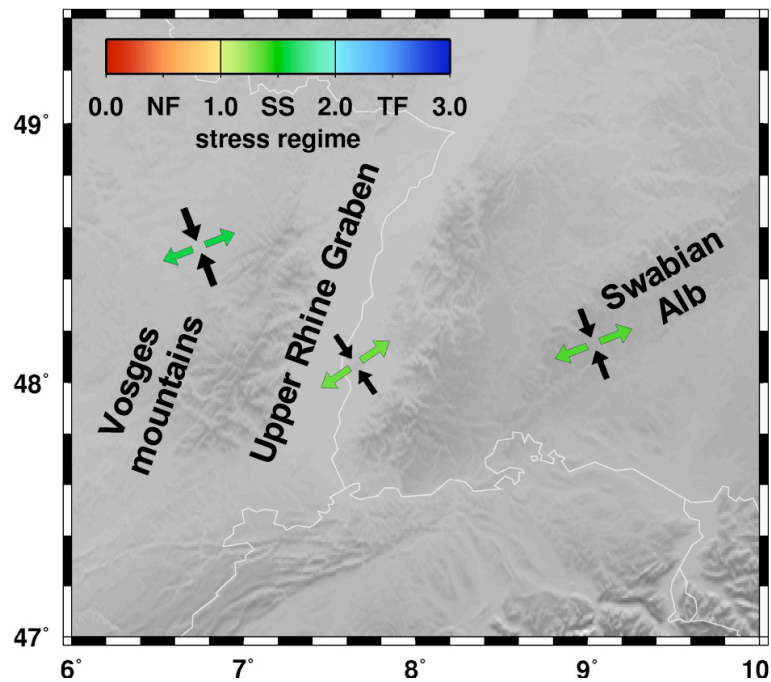 0.0 NF 1.0 SS 2.0 TF 3.0
stress regime
49°
48°
47°
Vosges
mountains
Upper Rhine Graben
Swabian
Alb
6° 7° 8° 9° 10